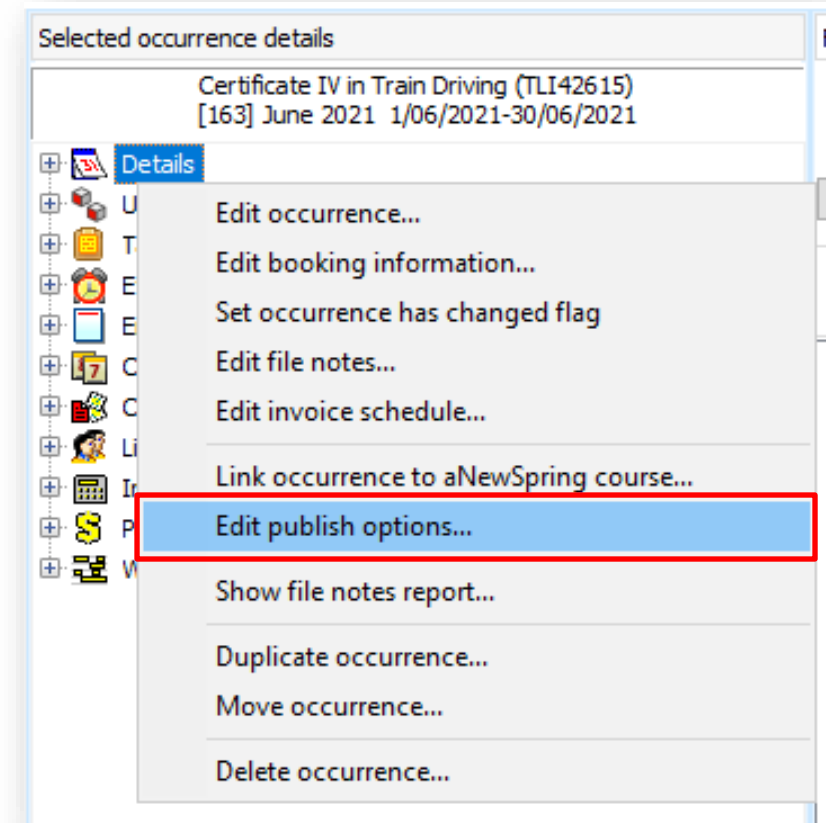 Selected occurrence details
Certificate IV in Train Driving (TLI42615)
[163] June 2021 1/06/2021-30/06/2021
Details
Edit occurrence...
Edit booking information...
Set occurrence has changed flag
Edit file notes...
Edit invoice schedule...
Link occurrence to aNewSpring course...
Edit publish options...
Show file notes report...
Duplicate occurrence...
Move occurrence...
Delete occurrence...